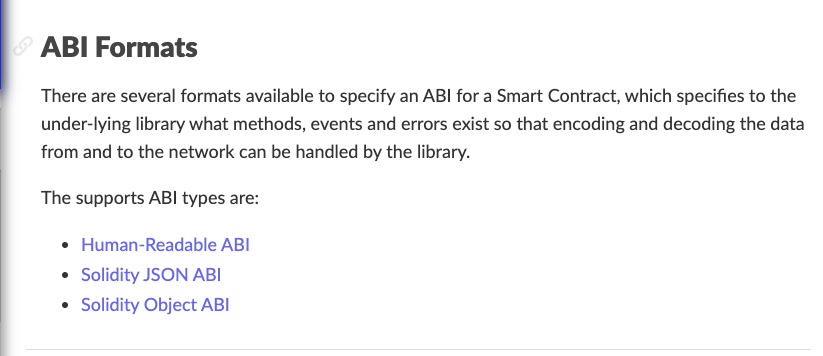 ABI Formats
There are several formats available to specify an ABI for a Smart Contract, which specifies to the
under-lying library what methods, events and errors exist so that encoding and decoding the data
from and to the network can be handled by the library.
The supports ABI types are:
• Human-Readable ABI
• Solidity JSON ABI
• Solidity Object ABI